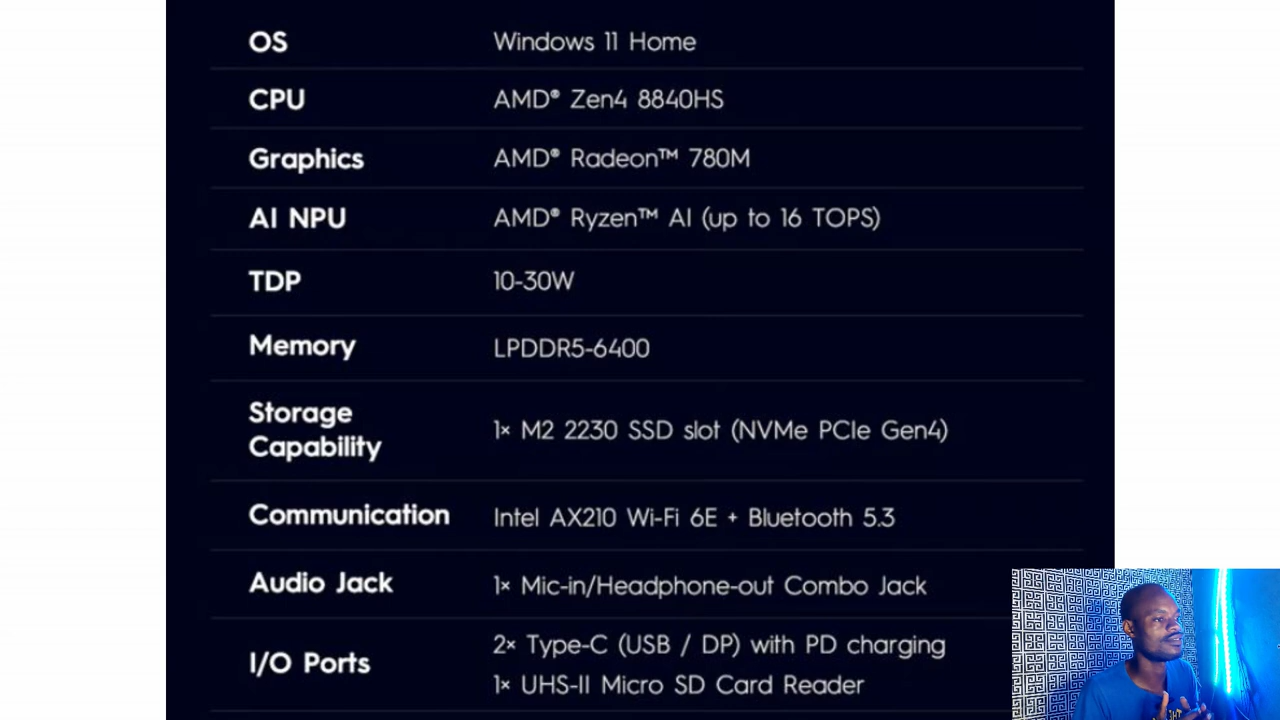 OS Windows 11 Home
CPU AMD® Zen4 8840HS
Graphics AMD® Radeon™ 780M
AI NPU AMD® Ryzen™ AI (up to 16 TOPS)
TDP 10-30W
Memory LPDDR5-6400
Storage
Capability 1× M2 2230 SSD slot (NVMe PCIe Gen4)
Communication Intel AX210 Wi-Fi 6E + Bluetooth 5.3
Audio Jack 1× Mic-in/Headphone-out Combo Jack
I/O Ports 2× Type-C (USB / DP) with PD charging
1× UHS-II Micro SD Card Reader